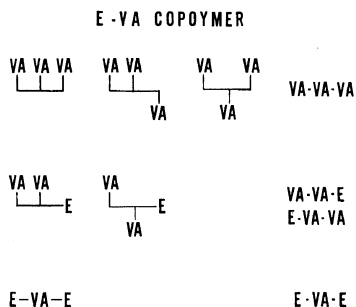 E-VA COPOYMER
VA VA VA
VA VA
VA
VA VA
VA
VA-VA-VA
VA VA
E
VA
E
VA
VA-VA-E
E-VA-VA
E-VA-E
E-VA-E